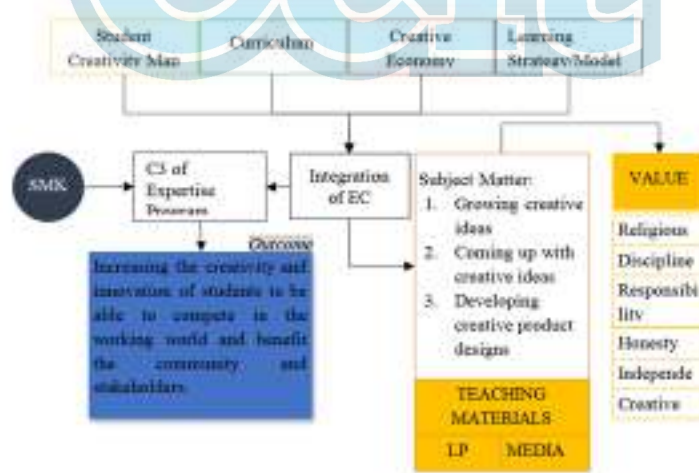 Student
Creativity Map
Curriculum
Creative
Economy
Learning
Strategy/Model
SMK
C3 of
Expertise
Program
Integration
of EC
Subject Matter:
1. Growing creative
ideas
2. Coming up with
creative ideas
3. Developing
creative product
designs
VALUE
Religious
Discipline
Responsibi
lity
Honesty
Independe
Creative
Outcome
Increasing the creativity and
innovation of students to be
able to compete in the
working world and benefit
the community and
stakeholders
TEACHING
MATERIALS
LP MEDIA